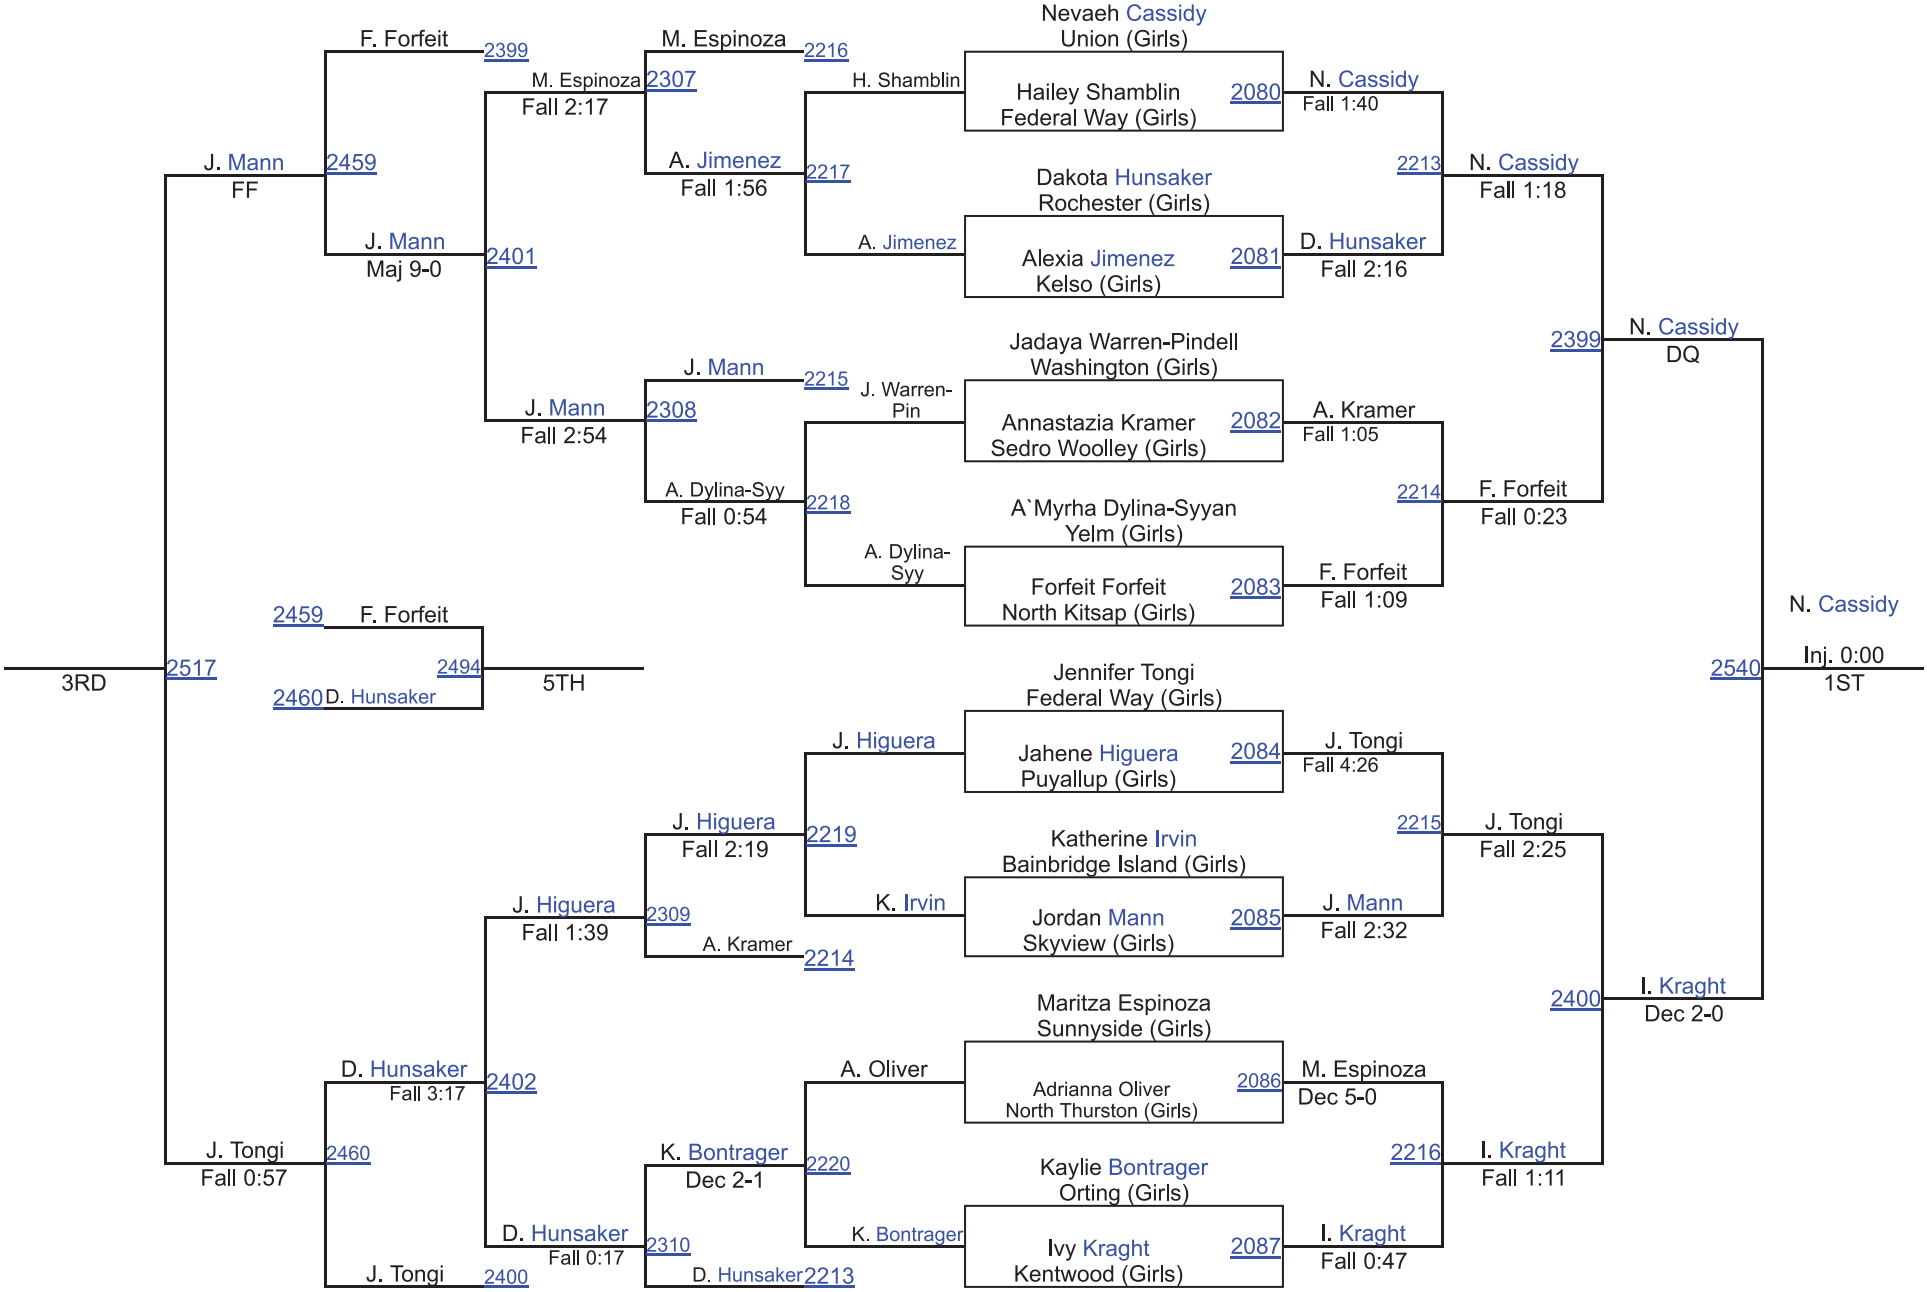 Nevaeh Cassidy
Union (Girls)
Hailey Shamblin
Federal Way (Girls)
2080
Dakota Hunsaker
Rochester (Girls)
Alexia Jimenez
Kelso (Girls)
2081
Jadaya Warren-Pindell
Washington (Girls)
Annastazia Kramer
Sedro Woolley (Girls)
2082
A`Myrha Dylina-Syyan
Yelm (Girls)
Forfeit Forfeit
North Kitsap (Girls)
2083
Jennifer Tongi
Federal Way (Girls)
Jahene Higuera
Puyallup (Girls)
2084
Katherine Irvin
Bainbridge Island (Girls)
Jordan Mann
Skyview (Girls)
2085
Maritza Espinoza
Sunnyside (Girls)
Adrianna Oliver
North Thurston (Girls)
2086
Kaylie Bontrager
Orting (Girls)
Ivy Kraght
Kentwood (Girls)
2087
N. Cassidy
Fall 1:40
2213
D. Hunsaker
Fall 2:16
A. Kramer
Fall 1:05
2214
F. Forfeit
Fall 1:09
J. Tongi
Fall 4:26
2215
J. Mann
Fall 2:32
M. Espinoza
Dec 5-0
2216
I. Kraght
Fall 0:47
N. Cassidy
Fall 1:18
2399
F. Forfeit
Fall 0:23
J. Tongi
Fall 2:25
2400
I. Kraght
Fall 1:11
N. Cassidy
DQ
2540
I. Kraght
Dec 2-0
N. Cassidy
Inj. 0:00
1ST
H. Shamblin
2217
A. Jimenez
J. Warren-
Pin
2218
A. Dylina-
Syy
J. Higuera
2219
K. Irvin
A. Oliver
2220
K. Bontrager
M. Espinoza
2216
2307
A. Jimenez
Fall 1:56
J. Mann
2215
2308
A. Dylina-Syy
Fall 0:54
J. Higuera
Fall 2:19
2309
A. Kramer
2214
K. Bontrager
Dec 2-1
2310
D. Hunsaker
2213
M. Espinoza
Fall 2:17
2401
J. Mann
Fall 2:54
J. Higuera
Fall 1:39
2402
D. Hunsaker
Fall 0:17
F. Forfeit
2399
2459
J. Mann
Maj 9-0
D. Hunsaker
Fall 3:17
2460
J. Tongi
2400
J. Mann
FF
2517
J. Tongi
Fall 0:57
3RD
2459
F. Forfeit
2494
2460
D. Hunsaker
5TH